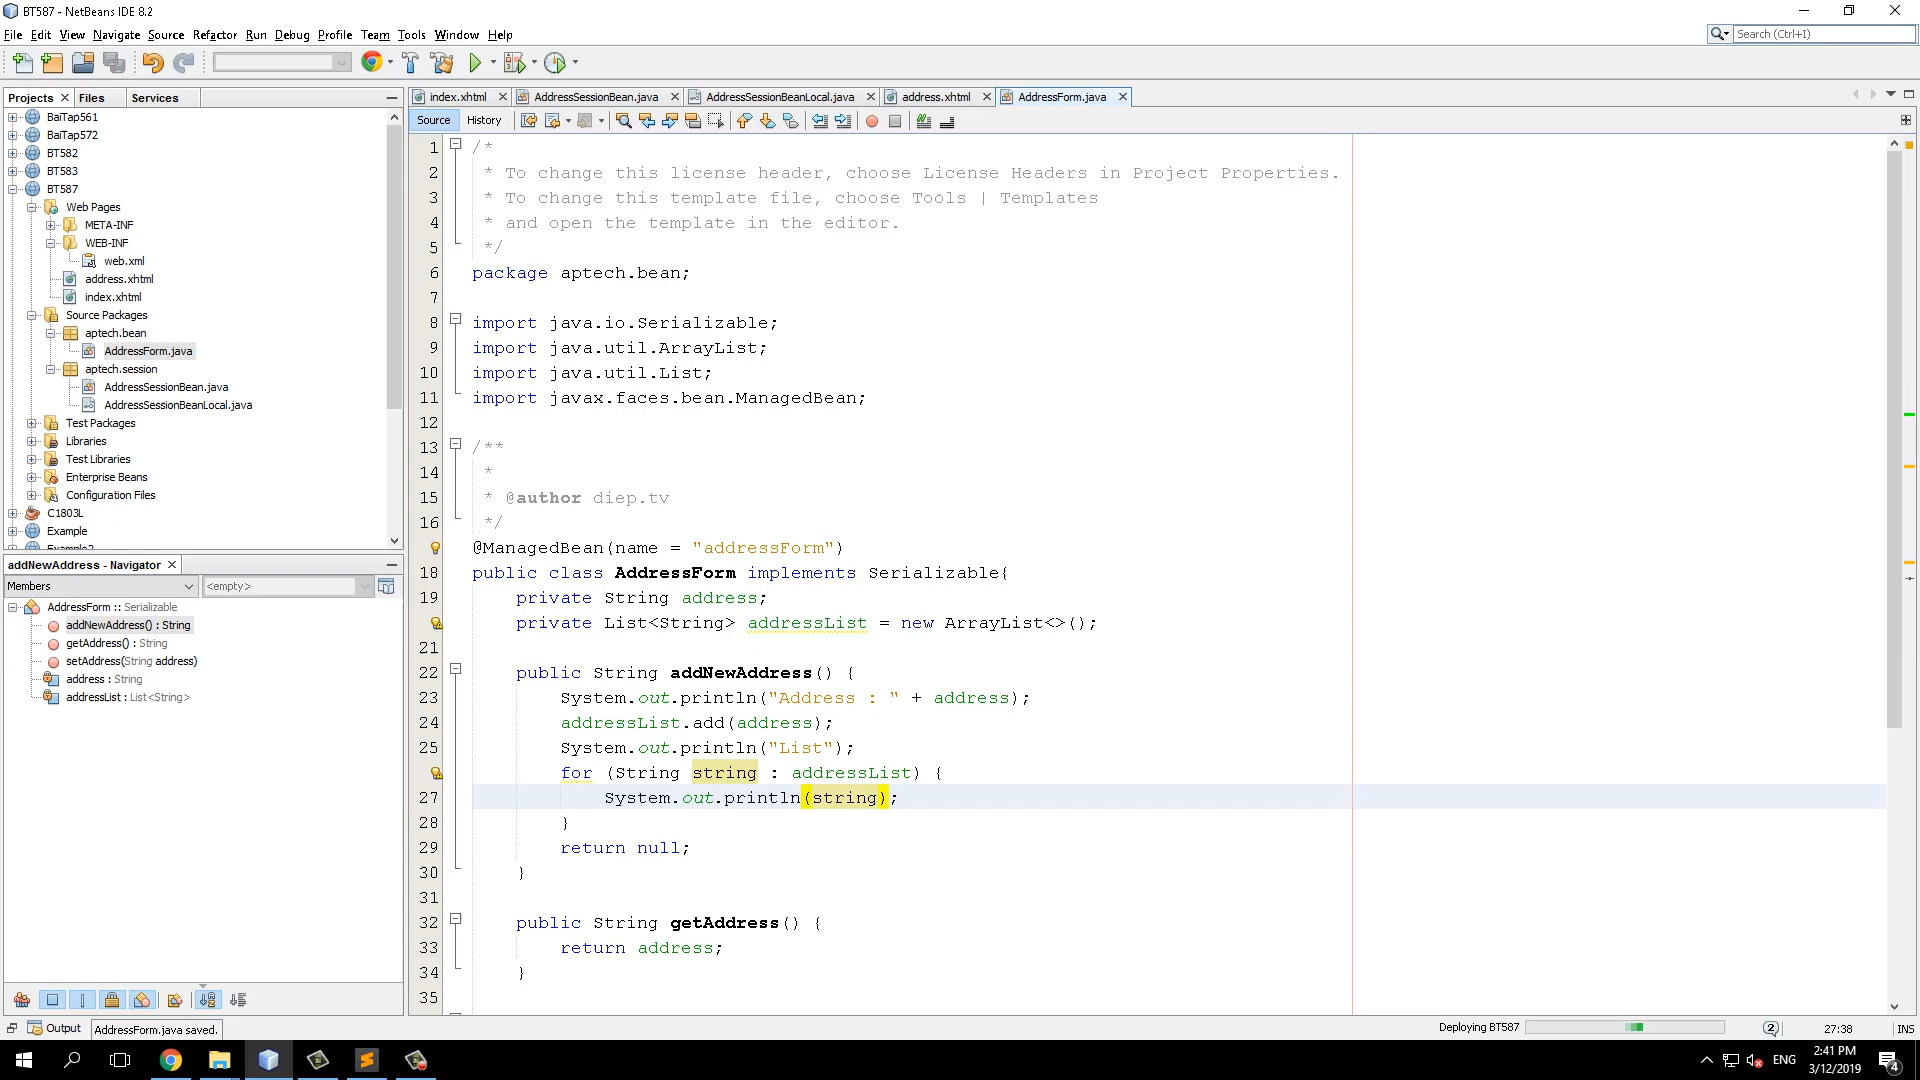 BT587 - NetBeans IDE 8.2
File Edit View Navigate Source Refactor Run Debug Profile Team Tools Window Help
Search (Ctrl+I)
Projects Files Services
index.xhtml AddressSessionBean.java AddressSessionBeanLocal.java address.xhtml AddressForm.java
Source History
BaiTap561
BaiTap572
BT582
BT583
BT587
Web Pages
META-INF
WEB-INF
web.xml
address.xhtml
index.xhtml
Source Packages
aptech.bean
AddressForm.java
aptech.session
AddressSessionBean.java
AddressSessionBeanLocal.java
Test Packages
Libraries
Test Libraries
Enterprise Beans
Configuration Files
C1803L
Example
Example2
addNewAddress - Navigator
Members <empty>
AddressForm :: Serializable
addNewAddress() : String
getAddress() : String
setAddress(String address)
address : String
addressList : List<String>
1 /*
2 * To change this license header, choose License Headers in Project Properties.
3 * To change this template file, choose Tools | Templates
4 * and open the template in the editor.
5 */
6 package aptech.bean;
7
8 import java.io.Serializable;
9 import java.util.ArrayList;
10 import java.util.List;
11 import javax.faces.bean.ManagedBean;
12
13 /**
14 *
15 * @author diep.tv
16 */
@ManagedBean(name = "addressForm")
18 public class AddressForm implements Serializable{
19 private String address;
private List<String> addressList = new ArrayList<>();
21
22 public String addNewAddress() {
23 System.out.println("Address : " + address);
24 addressList.add(address);
25 System.out.println("List");
for (String string : addressList) {
27 System.out.println(string);
28 }
29 return null;
30 }
31
32 public String getAddress() {
33 return address;
34 }
35
Output AddressForm.java saved.
Deploying BT587
2
27:38 INS
ENG
2:41 PM
3/12/2019
4